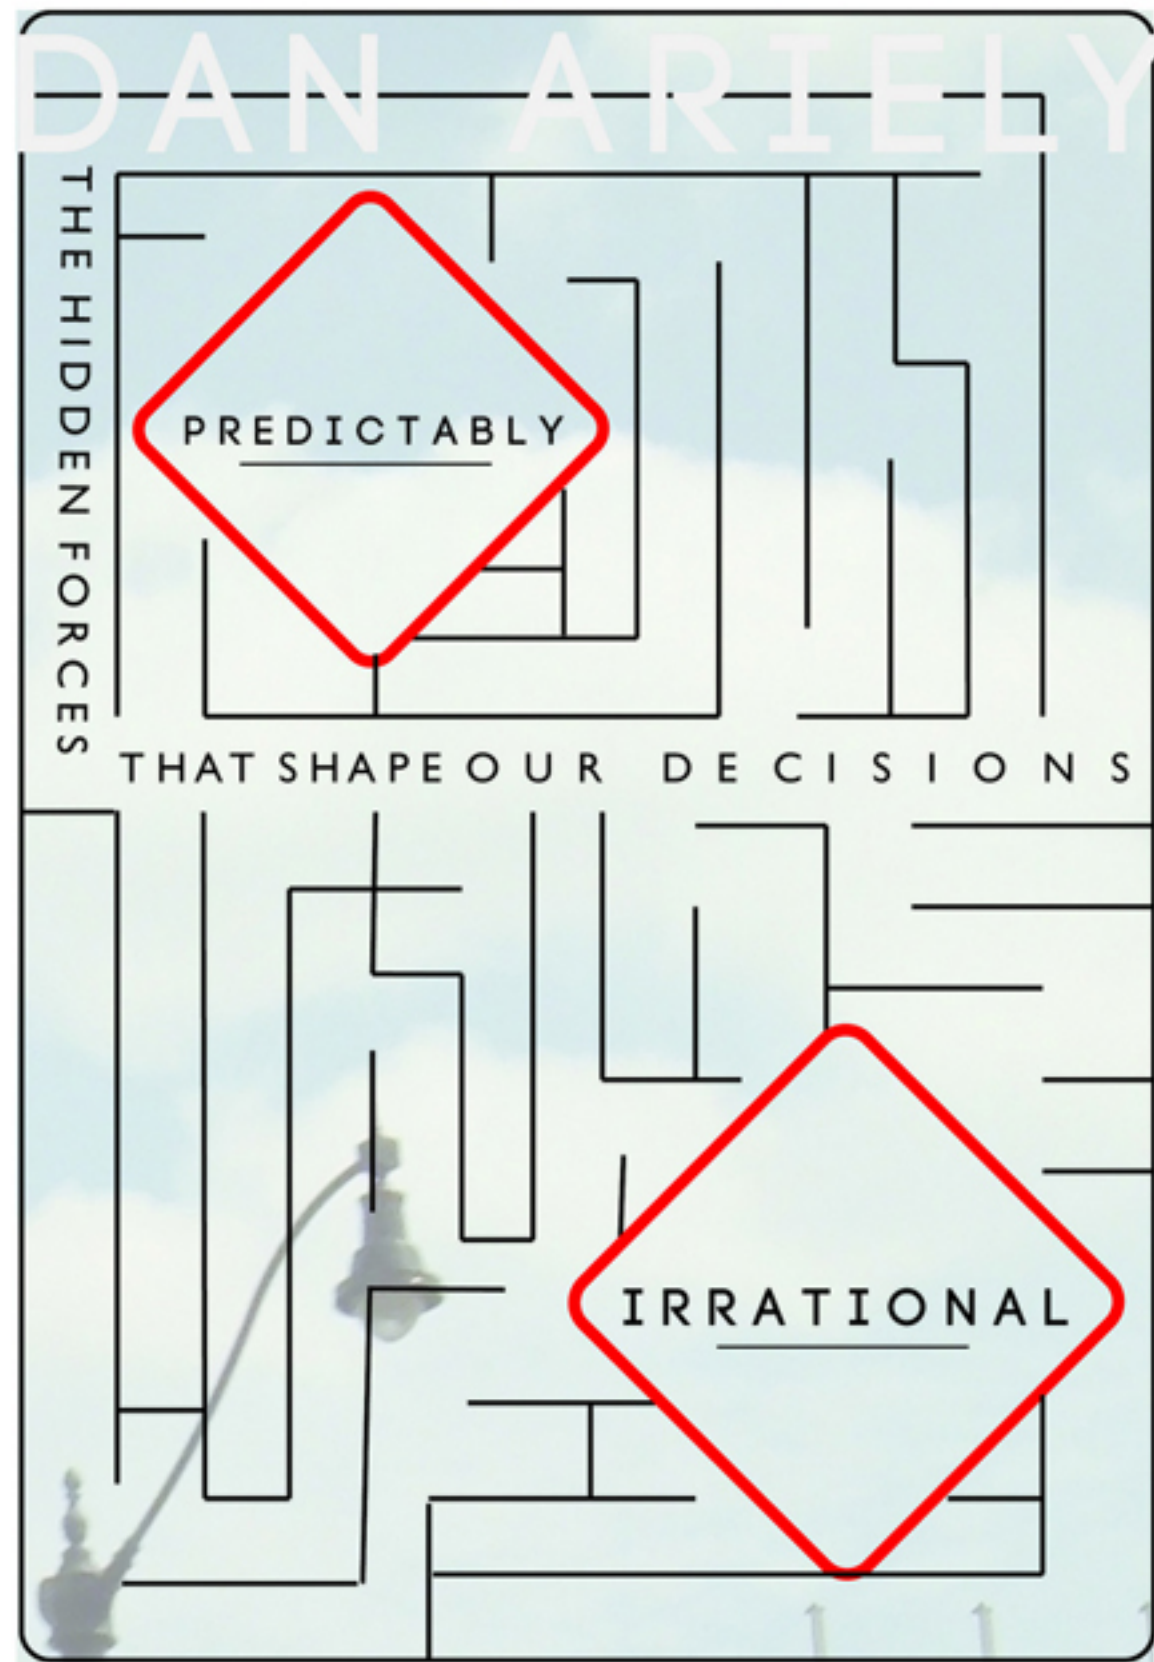 DAN ARIELY
PREDICTABLY
THE HIDDEN FORCES
THAT SHAPE OUR DECISIONS
IRRATIONAL